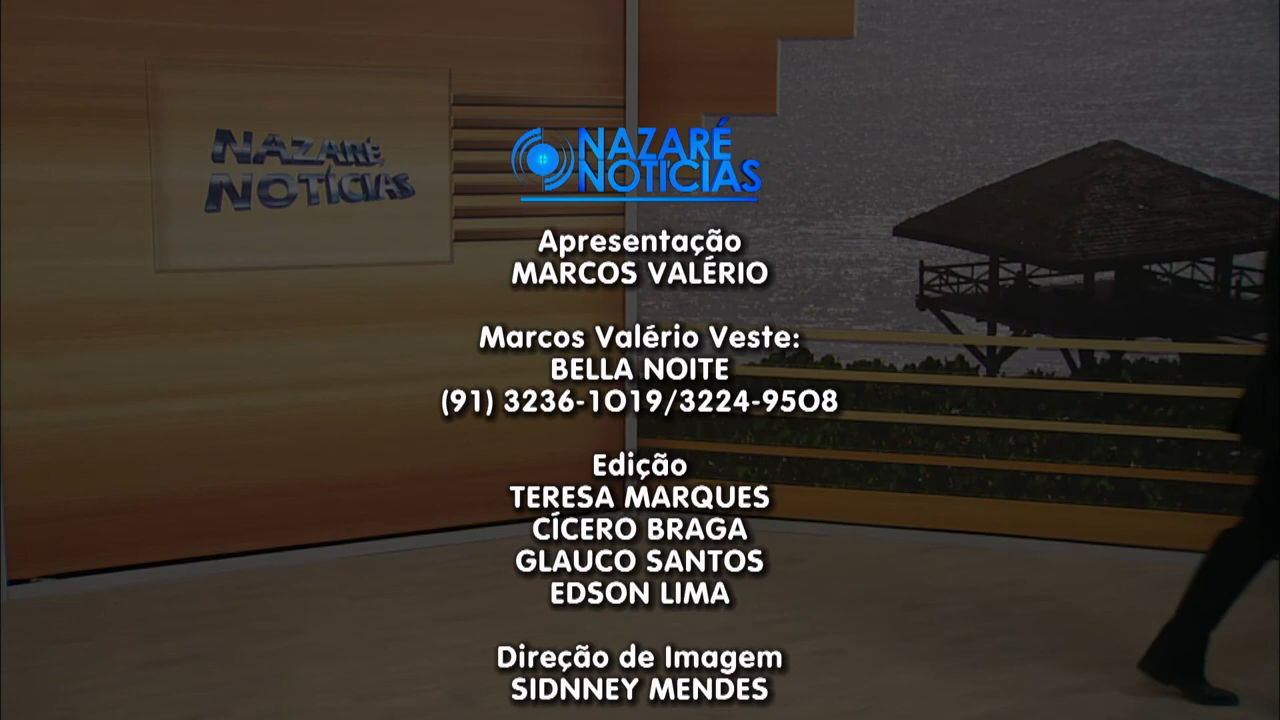 NAZARÉ
NOTÍCIAS
NAZARÉ
NOTÍCIAS
Apresentação
MARCOS VALÉRIO
Marcos Valério Veste:
BELLA NOITE
(91) 3236-1019/3224-9508
Edição
TERESA MARQUES
CÍCERO BRAGA
GLAUCO SANTOS
EDSON LIMA
Direção de Imagem
SIDNNEY MENDES